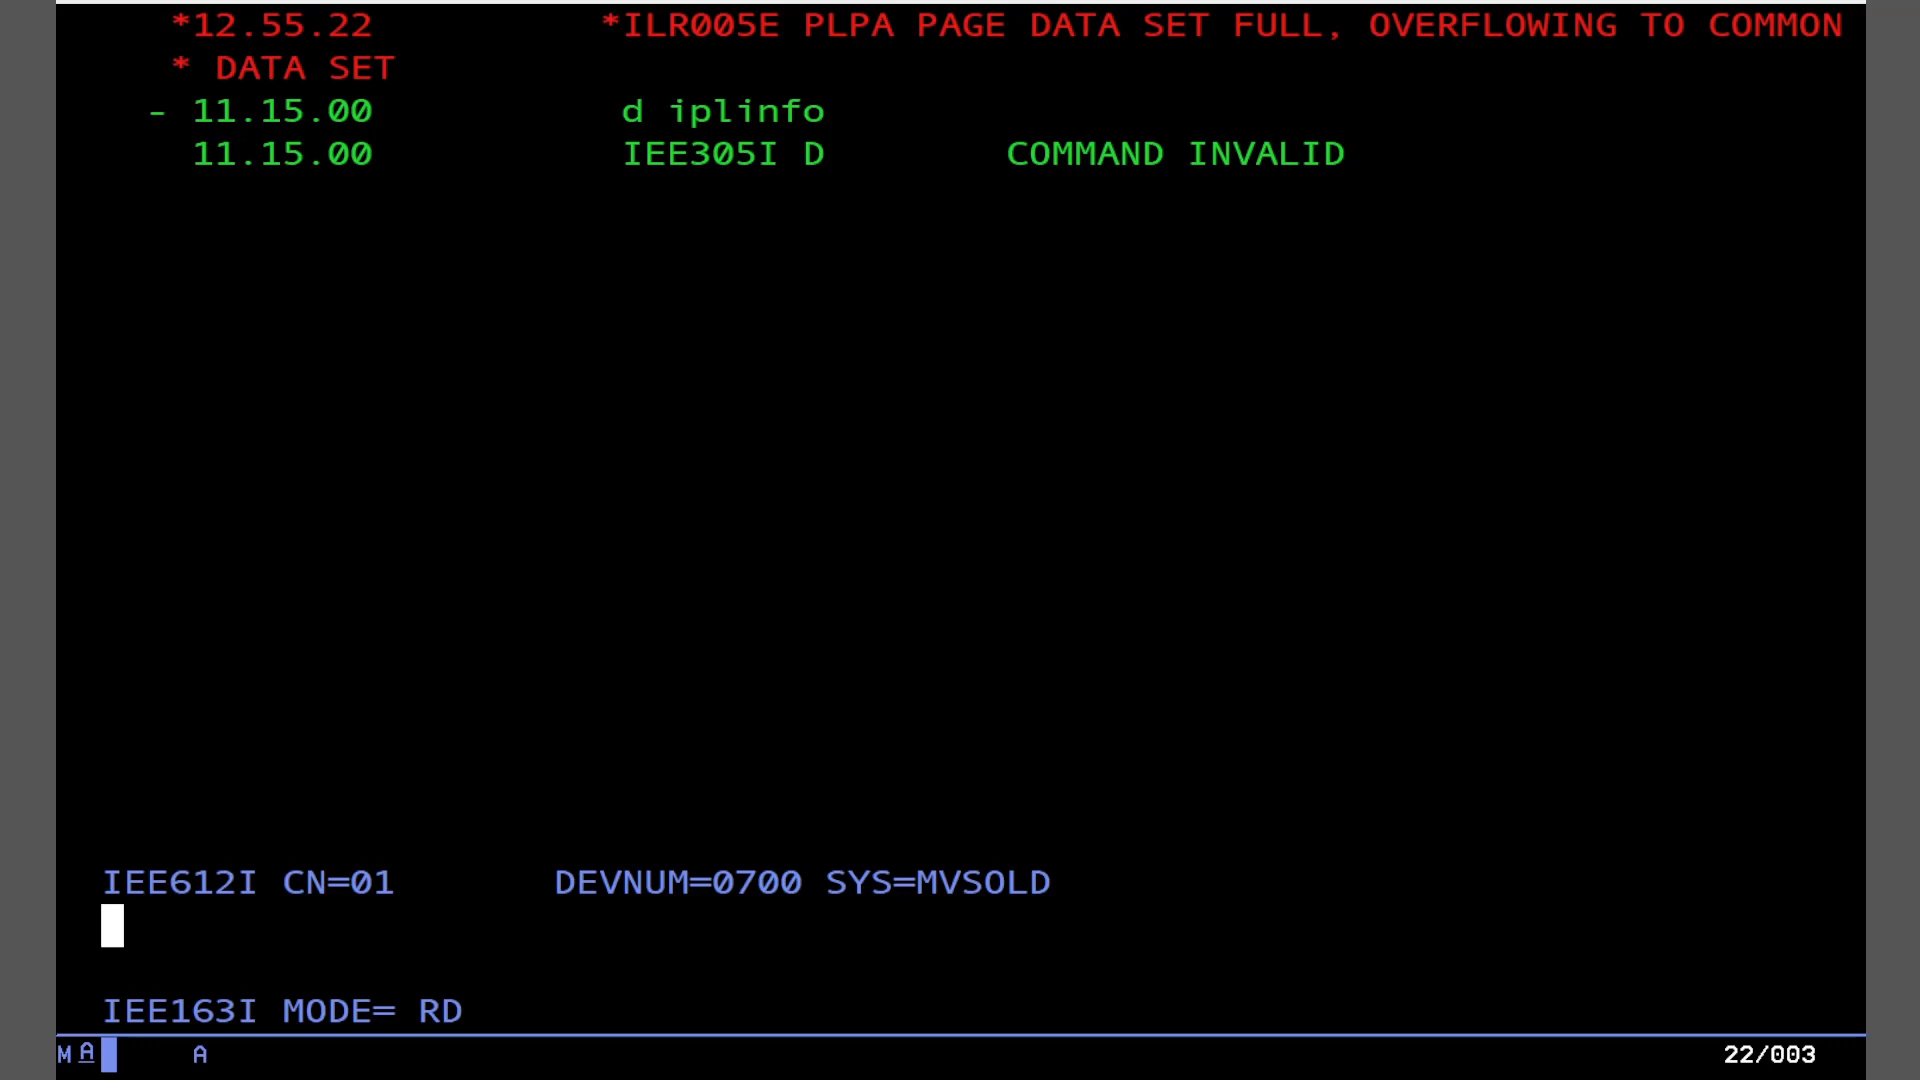 *12.55.22 *ILR005E PLPA PAGE DATA SET FULL, OVERFLOWING TO COMMON
* DATA SET
- 11.15.00 d iplinfo
11.15.00 IEE305I D COMMAND INVALID
IEE612I CN=01 DEVNUM=0700 SYS=MVSOLD
IEE163I MODE= RD
MA A 22/003